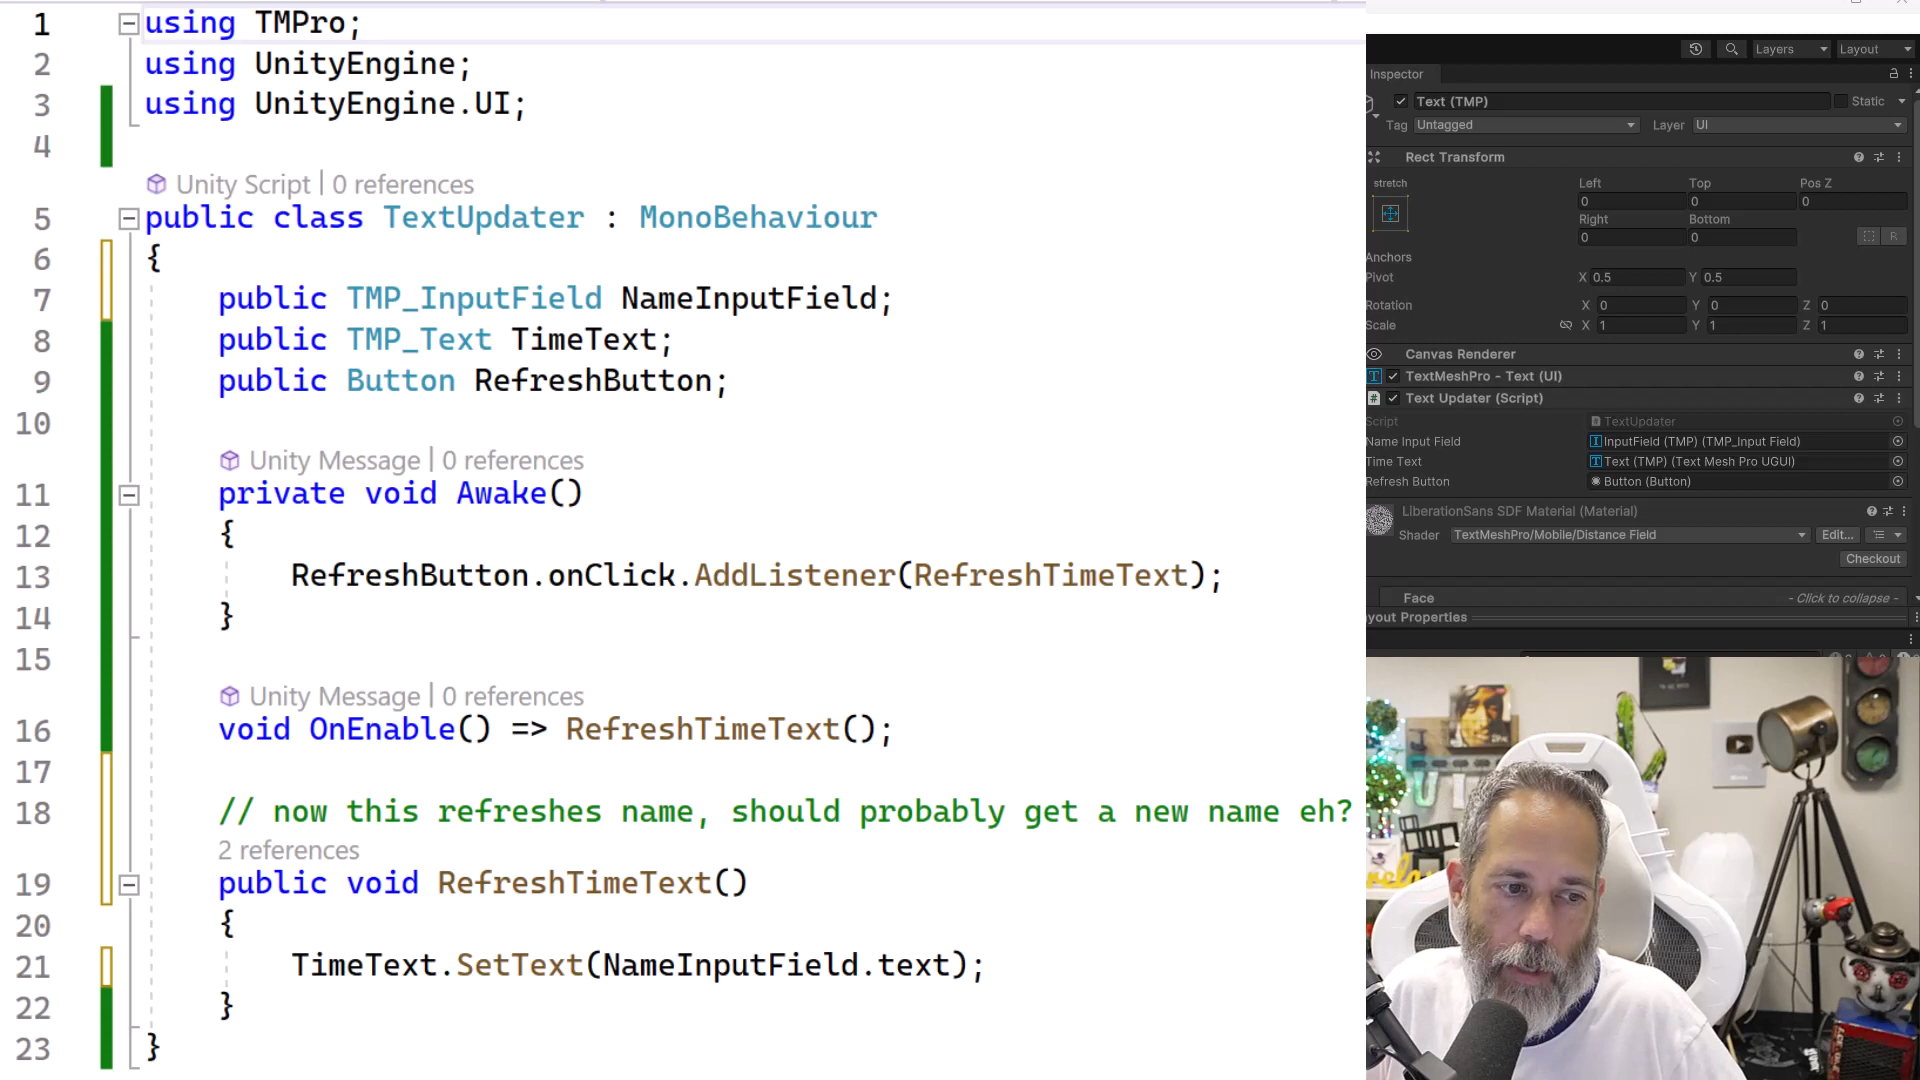 1 using TMPro;
2 using UnityEngine;
3 using UnityEngine.UI;
4
Unity Script | 0 references
5 public class TextUpdater : MonoBehaviour
6 {
7 public TMP_InputField NameInputField;
8 public TMP_Text TimeText;
9 public Button RefreshButton;
10
Unity Message | 0 references
11 private void Awake()
12 {
13 RefreshButton.onClick.AddListener(RefreshTimeText);
14 }
15
Unity Message | 0 references
16 void OnEnable() => RefreshTimeText();
17
18 // now this refreshes name, should probably get a new name eh?
2 references
19 public void RefreshTimeText()
20 {
21 TimeText.SetText(NameInputField.text);
22 }
23 }
Layers Layout
Inspector
Text (TMP) Static
Tag Untagged Layer UI
Rect Transform
stretch Left Top Pos Z
0 0 0
Right Bottom
0 0 R
Anchors
Pivot X 0.5 Y 0.5
Rotation X 0 Y 0 Z 0
Scale X 1 Y 1 Z 1
Canvas Renderer
TextMeshPro - Text (UI)
# Text Updater (Script)
Script TextUpdater
Name Input Field InputField (TMP) (TMP_Input Field)
Time Text Text (TMP) (Text Mesh Pro UGUI)
Refresh Button Button (Button)
LiberationSans SDF Material (Material)
Shader TextMeshPro/Mobile/Distance Field Edit...
Checkout
Face - Click to collapse -
yout Properties